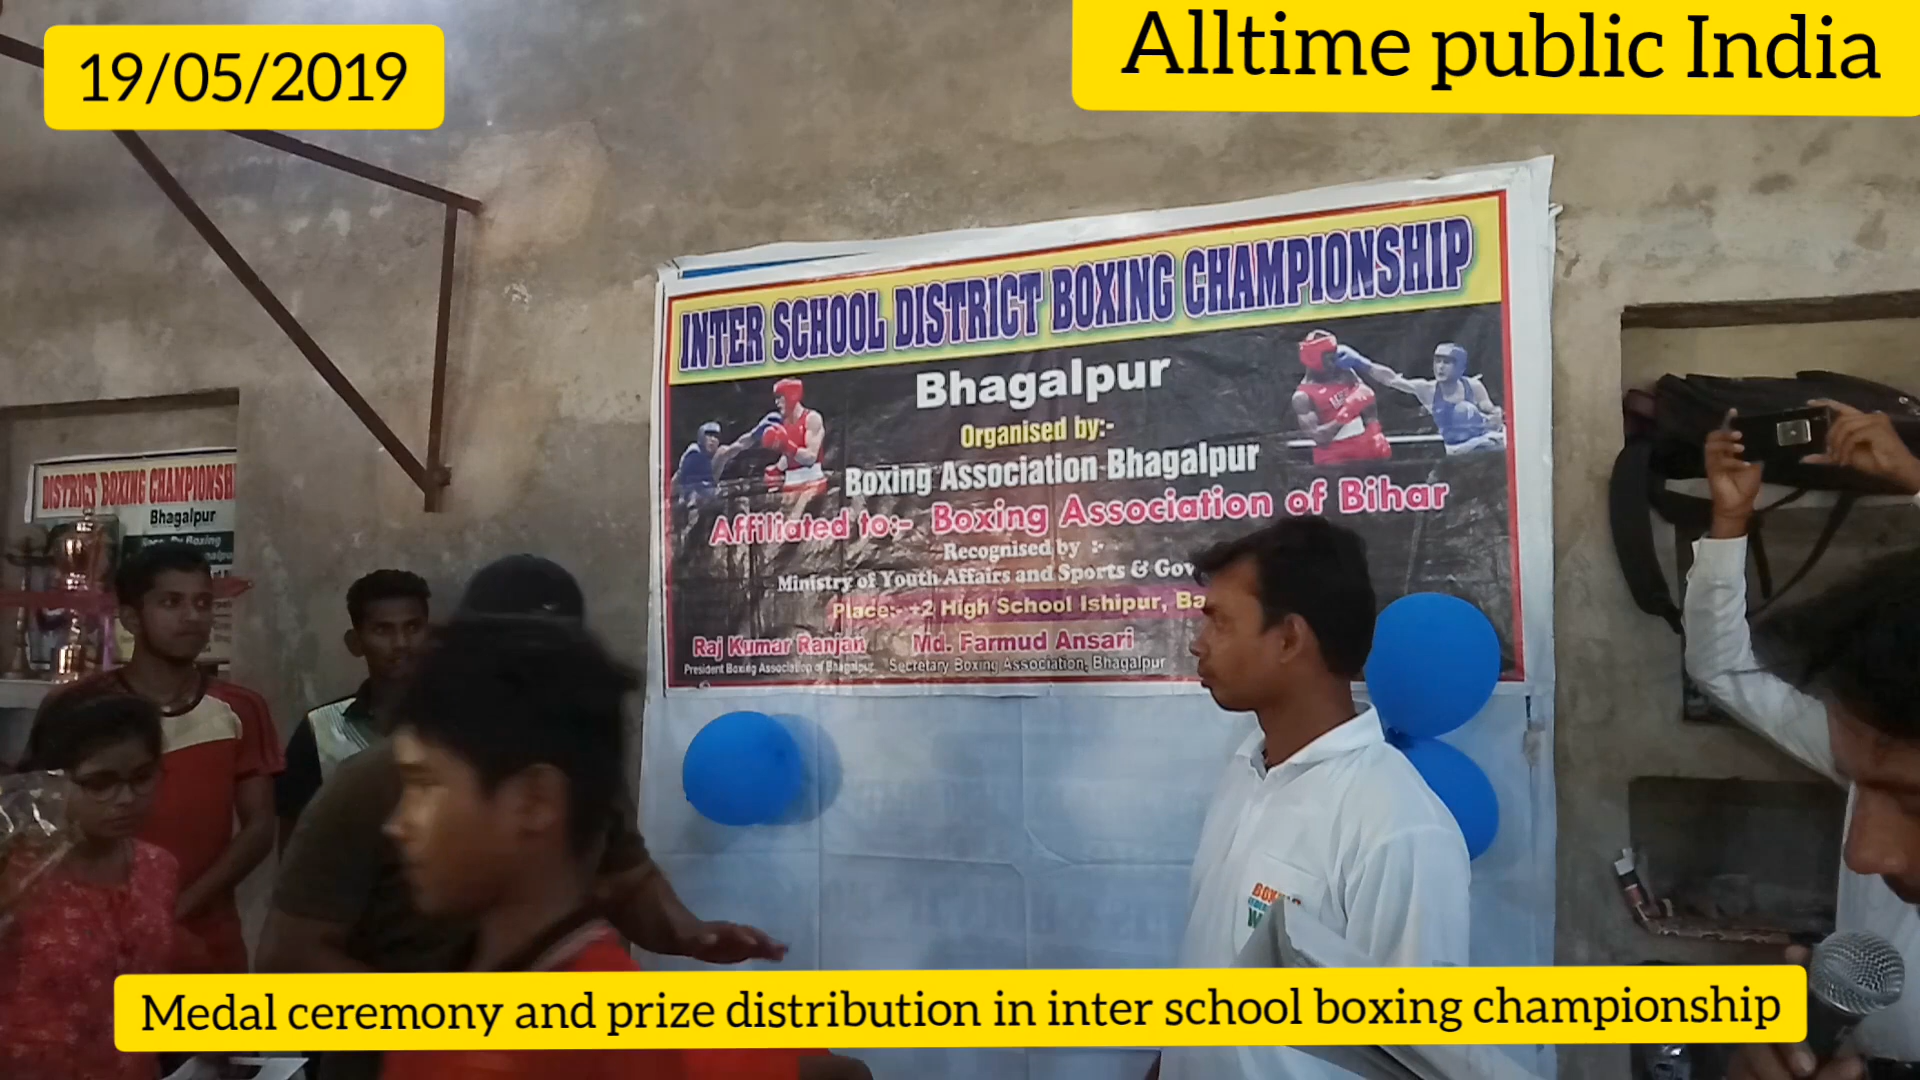 19/05/2019
Alltime public India
INTER SCHOOL DISTRICT BOXING CHAMPIONSHIP
Bhagalpur
Organised by:-
Boxing Association Bhagalpur
Affiliated to:- Boxing Association of Bihar
Recognised by :-
Ministry of Youth Affairs and Sports & Gov
Place:- +2 High School Ishipur, Ba
Raj Kumar Ranjan
President Boxing Association of Bhagalpur
Md. Farmud Ansari
Secretary Boxing Association, Bhagalpur
DISTRICT BOXING CHAMPIONSHI
Bhagalpur
Medal ceremony and prize distribution in inter school boxing championship